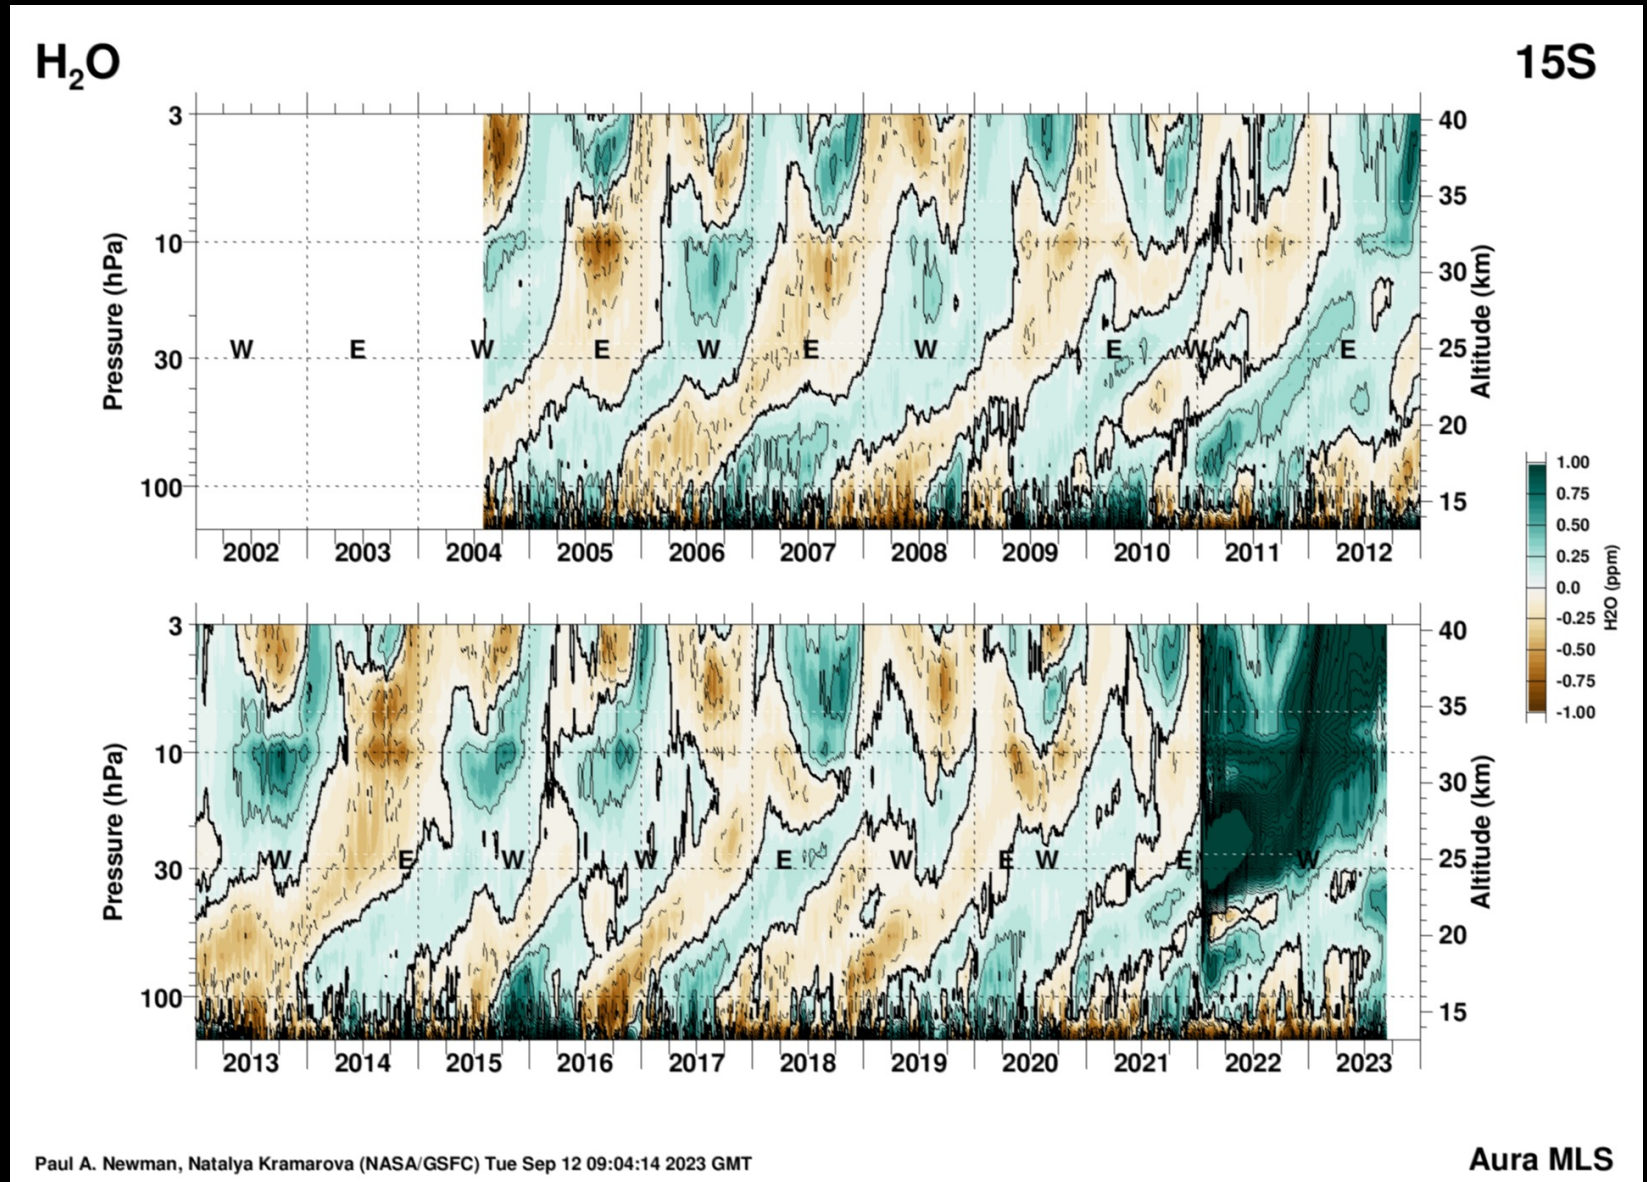 H₂O
15S
3
10
30
100
Pressure (hPa)
W E W E W E W E W E
40
35
30
25
20
15
Altitude (km)
2002 2003 2004 2005 2006 2007 2008 2009 2010 2011 2012
3
10
30
100
Pressure (hPa)
W E W W E W E W E W
40
35
30
25
20
15
Altitude (km)
2013 2014 2015 2016 2017 2018 2019 2020 2021 2022 2023
1.00
0.75
0.50
0.25
0.0
-0.25
-0.50
-0.75
-1.00
H2O (ppm)
Paul A. Newman, Natalya Kramarova (NASA/GSFC) Tue Sep 12 09:04:14 2023 GMT
Aura MLS